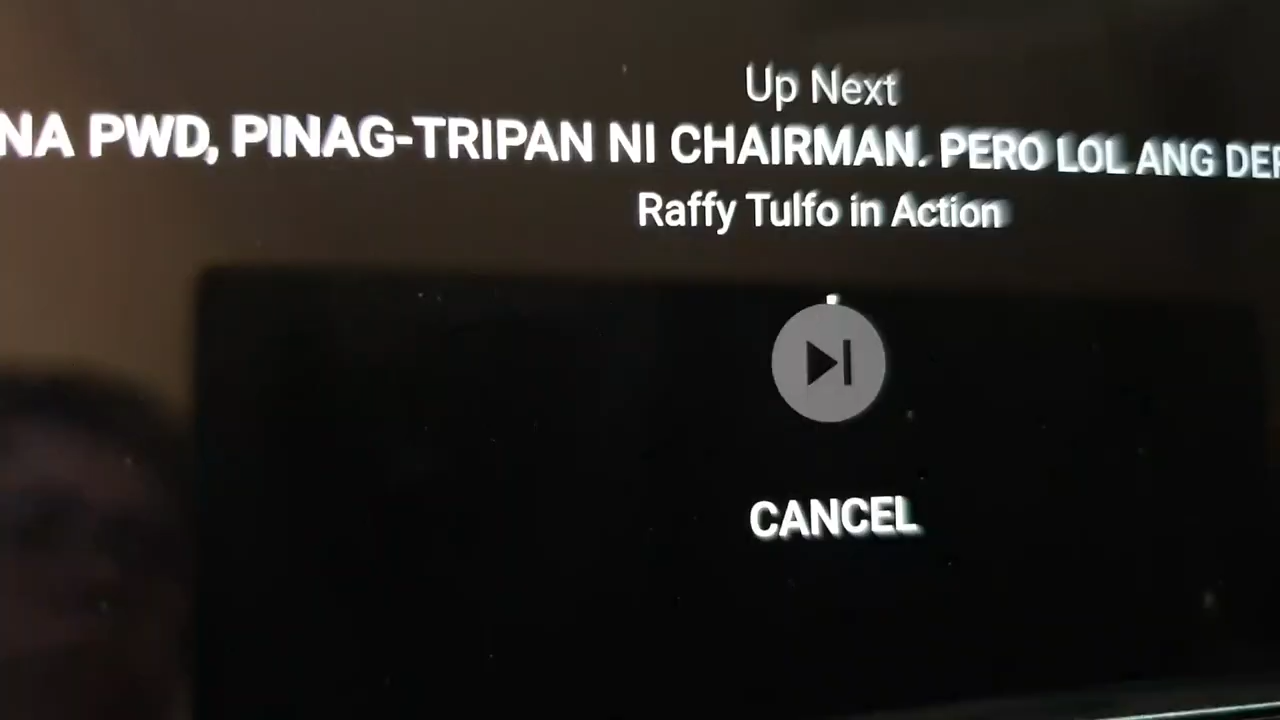 Up Next
NA PWD, PINAG-TRIPAN NI CHAIRMAN. PERO LOL ANG
Raffy Tulfo in Action
CANCEL